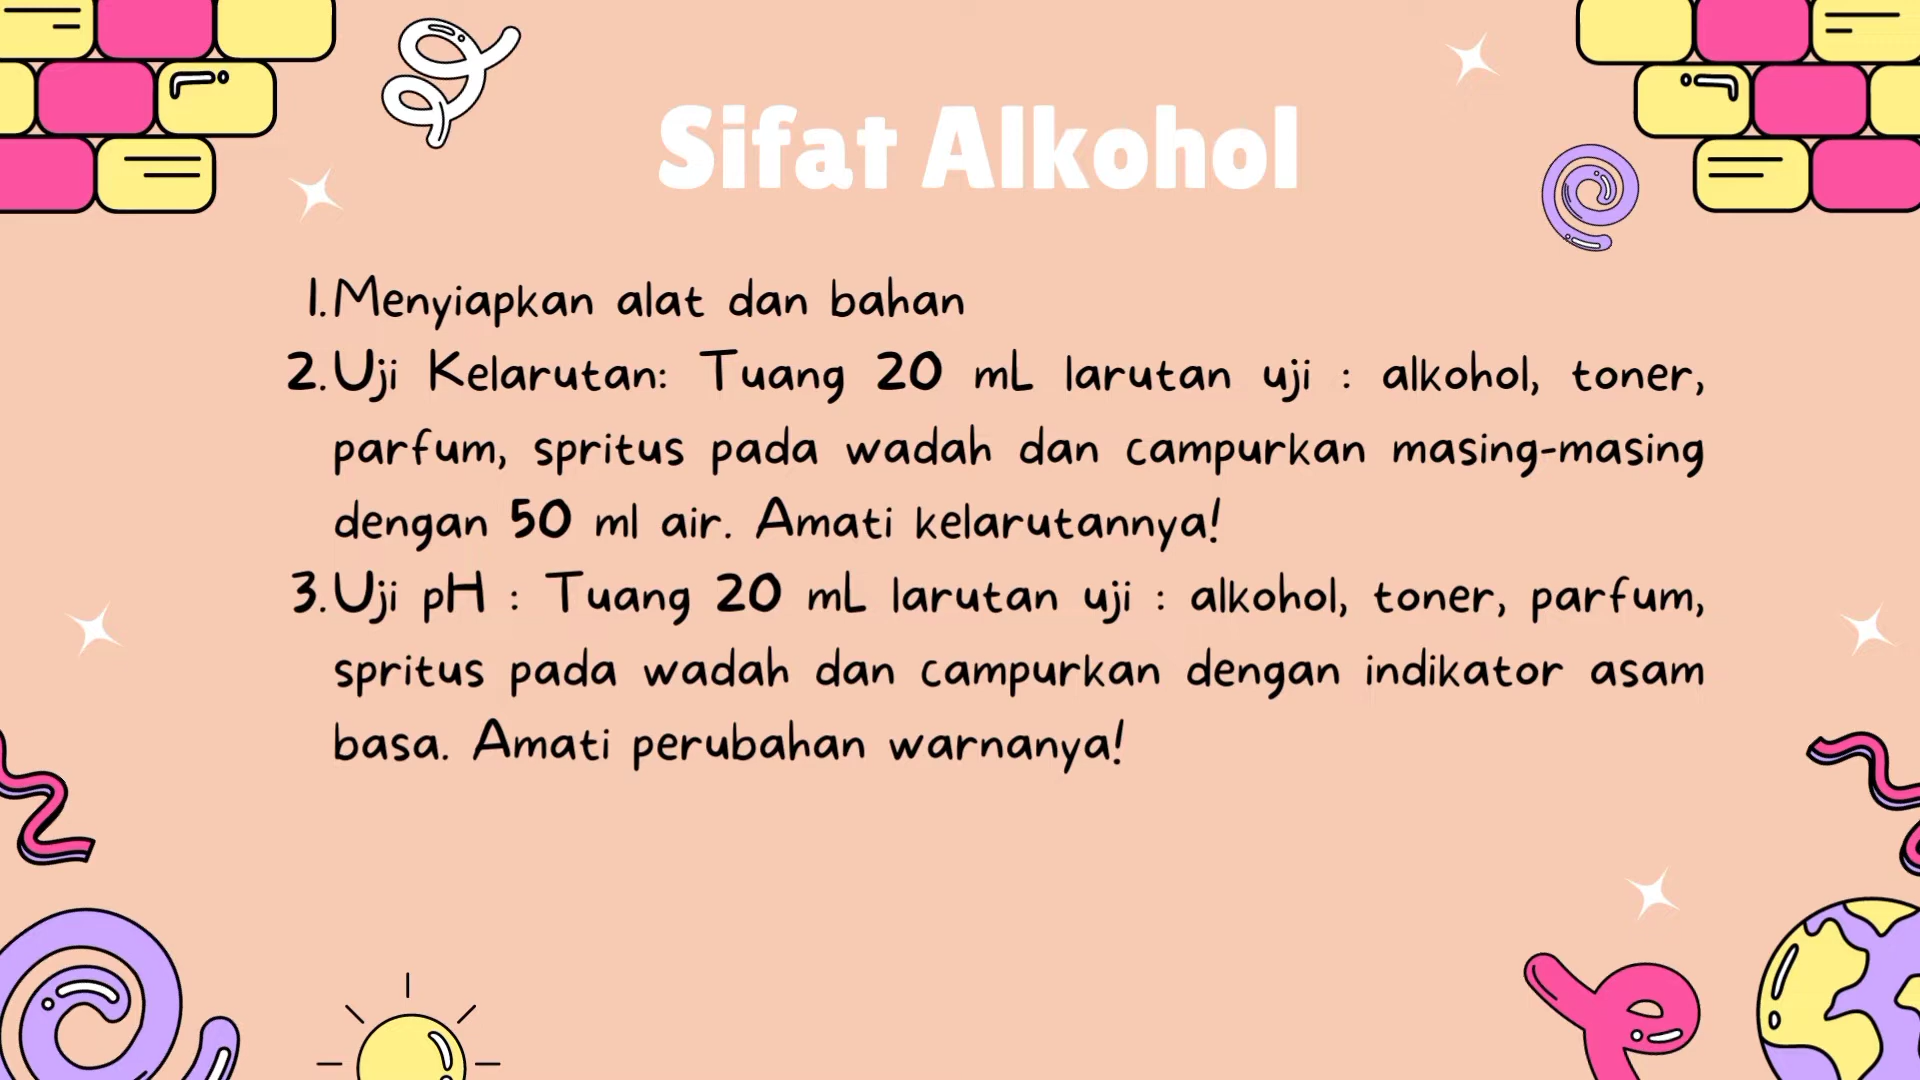 Sifat Alkohol
1. Menyiapkan alat dan bahan
2. Uji Kelarutan: Tuang 20 mL larutan uji : alkohol, toner,
parfum, spritus pada wadah dan campurkan masing-masing
dengan 50 ml air. Amati kelarutannya!
3. Uji pH : Tuang 20 mL larutan uji : alkohol, toner, parfum,
spritus pada wadah dan campurkan dengan indikator asam
basa. Amati perubahan warnanya!